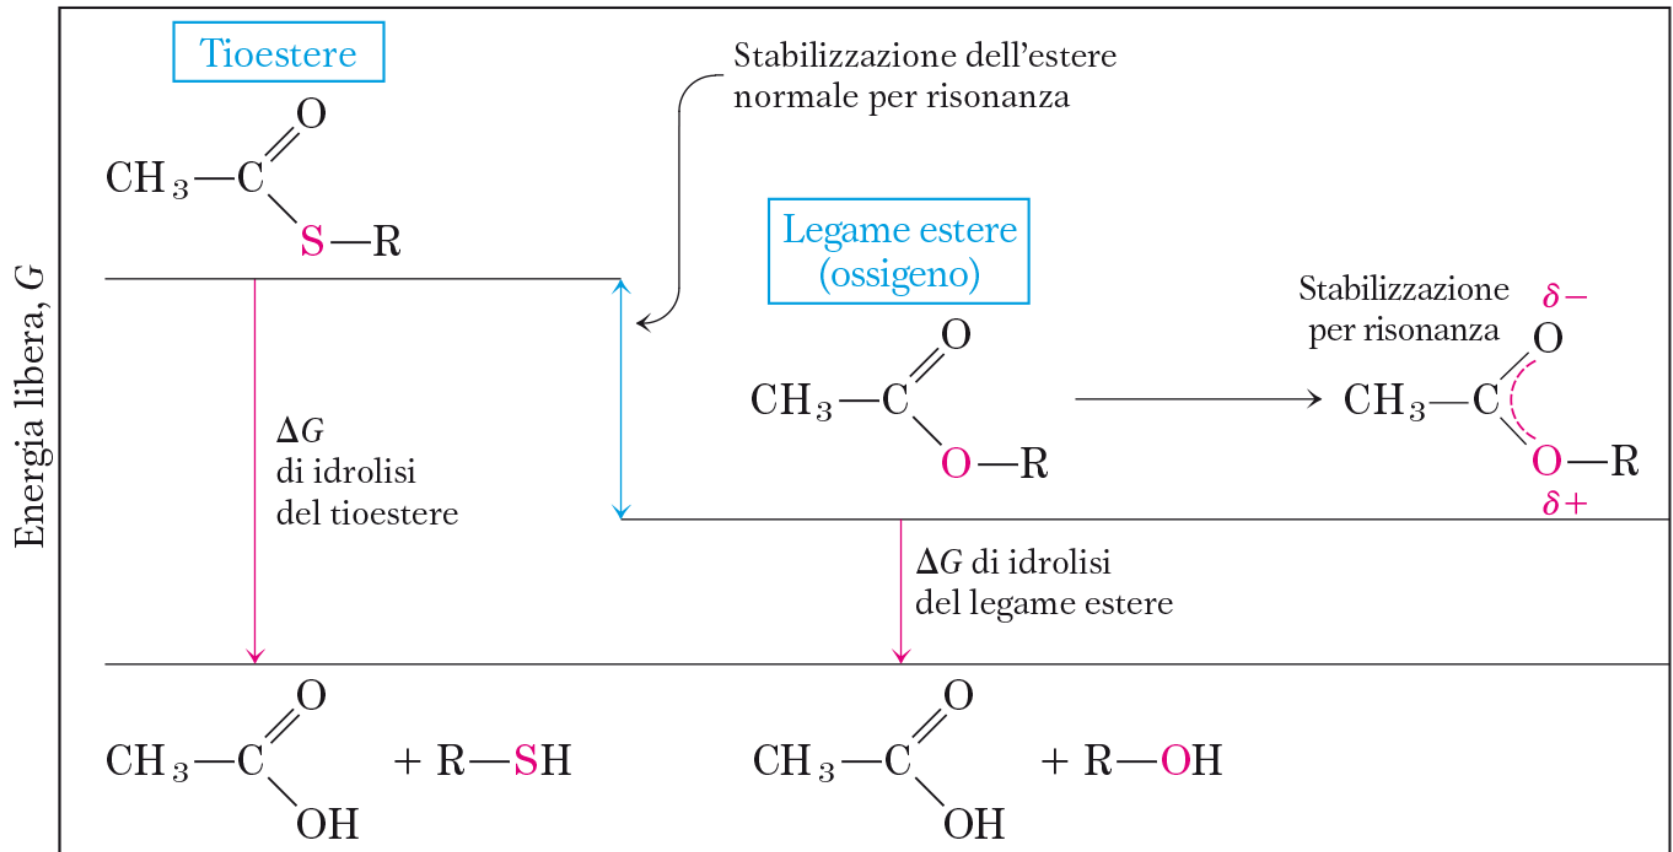 Energia libera, G
Tioestere
O
CH₃—C
S—R
Stabilizzazione dell'estere
normale per risonanza
Legame estere
(ossigeno)
O
CH₃—C
O—R
Stabilizzazione
per risonanza
δ−
O
CH₃—C
O—R
δ+
ΔG
di idrolisi
del tioestere
ΔG di idrolisi
del legame estere
O
CH₃—C + R—SH
OH
O
CH₃—C + R—OH
OH